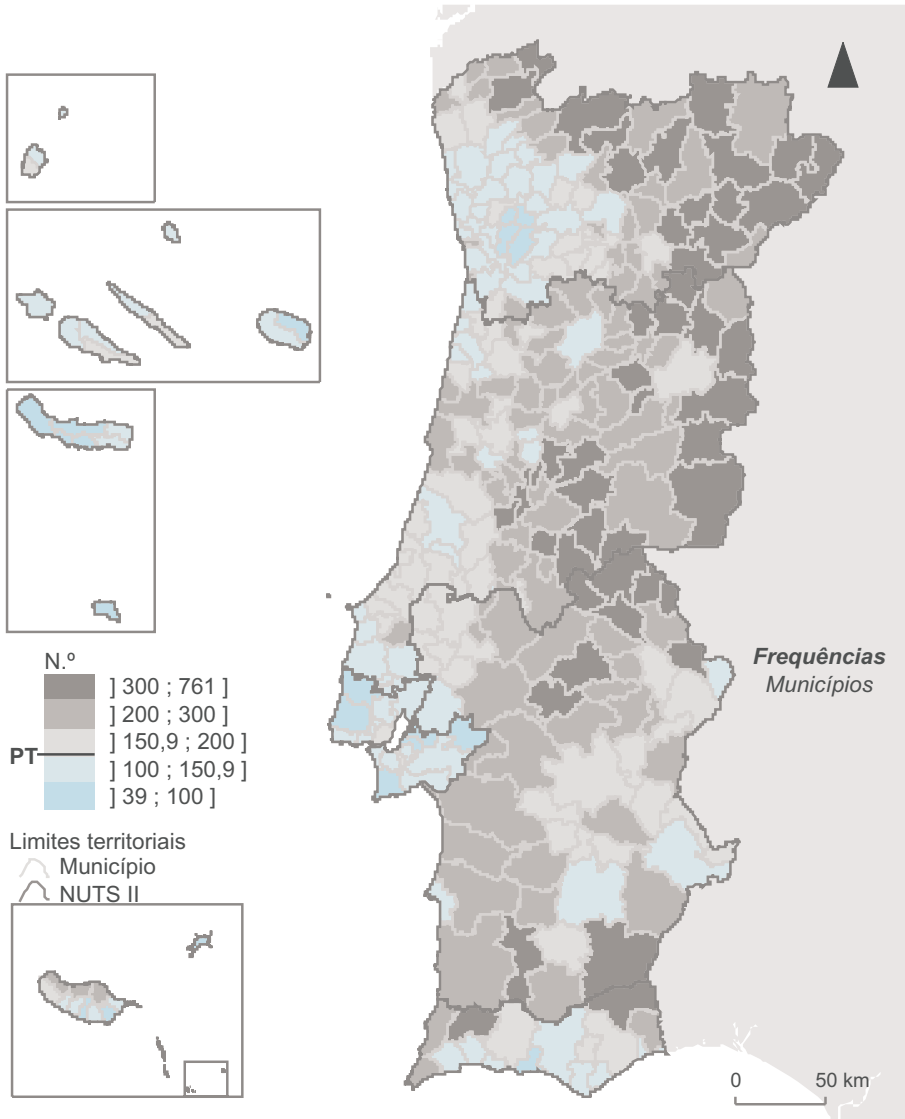 N.º
] 300 ; 761 ]
] 200 ; 300 ]
] 150,9 ; 200 ]
PT
] 100 ; 150,9 ]
] 39 ; 100 ]
Limites territoriais
Município
NUTS II
Frequências
Municípios
0 50 km